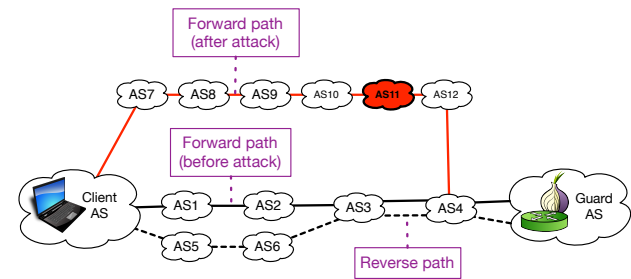 Forward path
(after attack)
AS7
AS8
AS9
AS10
AS11
AS12
Forward path
(before attack)
Client
AS
AS1
AS2
AS3
AS4
Guard
AS
AS5
AS6
Reverse path